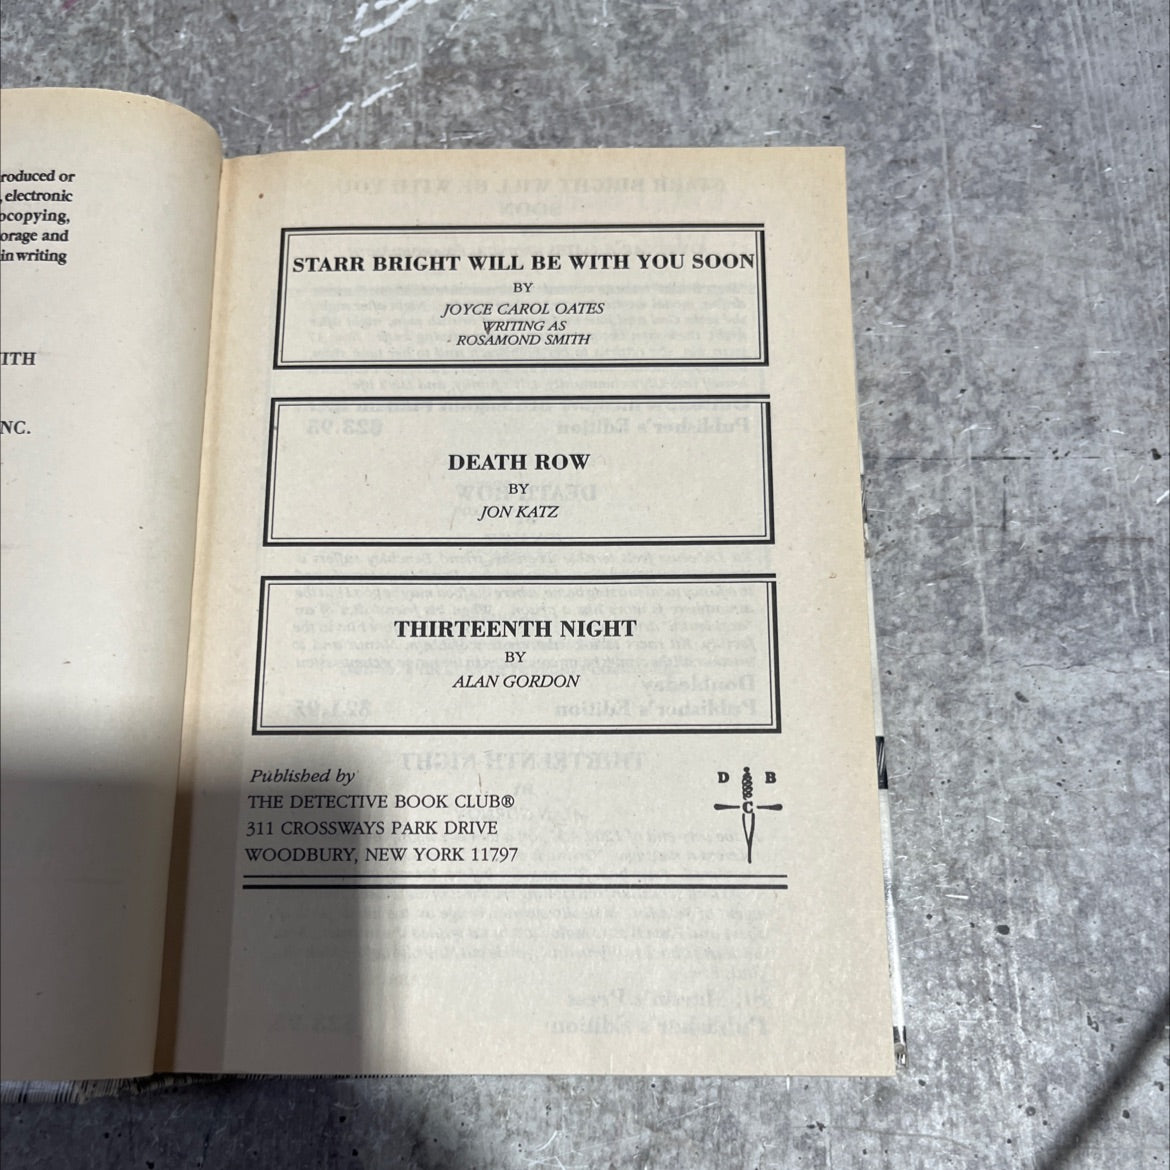 roduced or
, electronic
ocopying,
orage and
in writing
ITH
NC.
STARR BRIGHT WILL BE WITH YOU SOON
BY
JOYCE CAROL OATES
WRITING AS
ROSAMOND SMITH
DEATH ROW
BY
JON KATZ
THIRTEENTH NIGHT
BY
ALAN GORDON
Published by
THE DETECTIVE BOOK CLUB®
311 CROSSWAYS PARK DRIVE
WOODBURY, NEW YORK 11797
D B
C